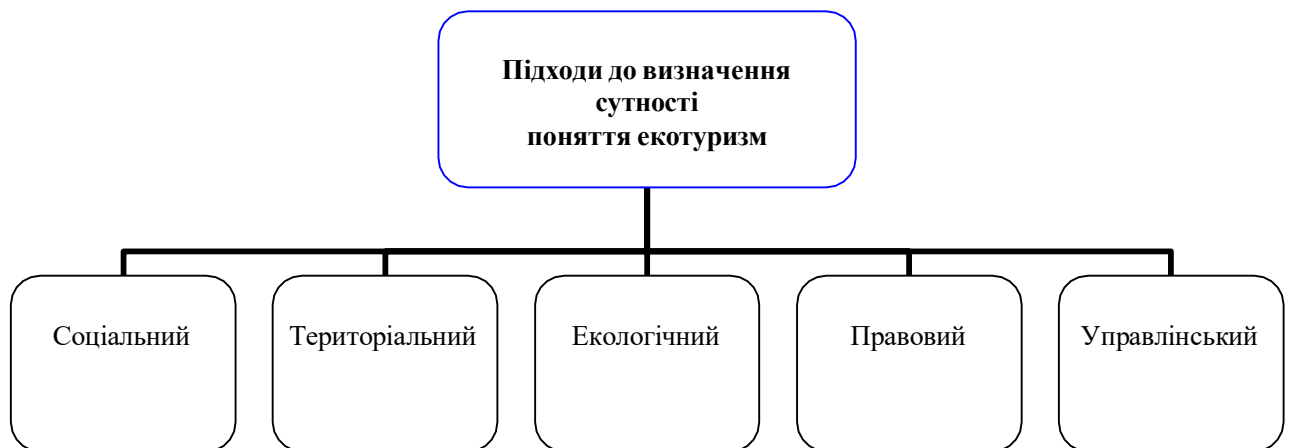 Підходи до визначення
сутності
поняття екотуризм
Соціальний
Територіальний
Екологічний
Правовий
Управлінський